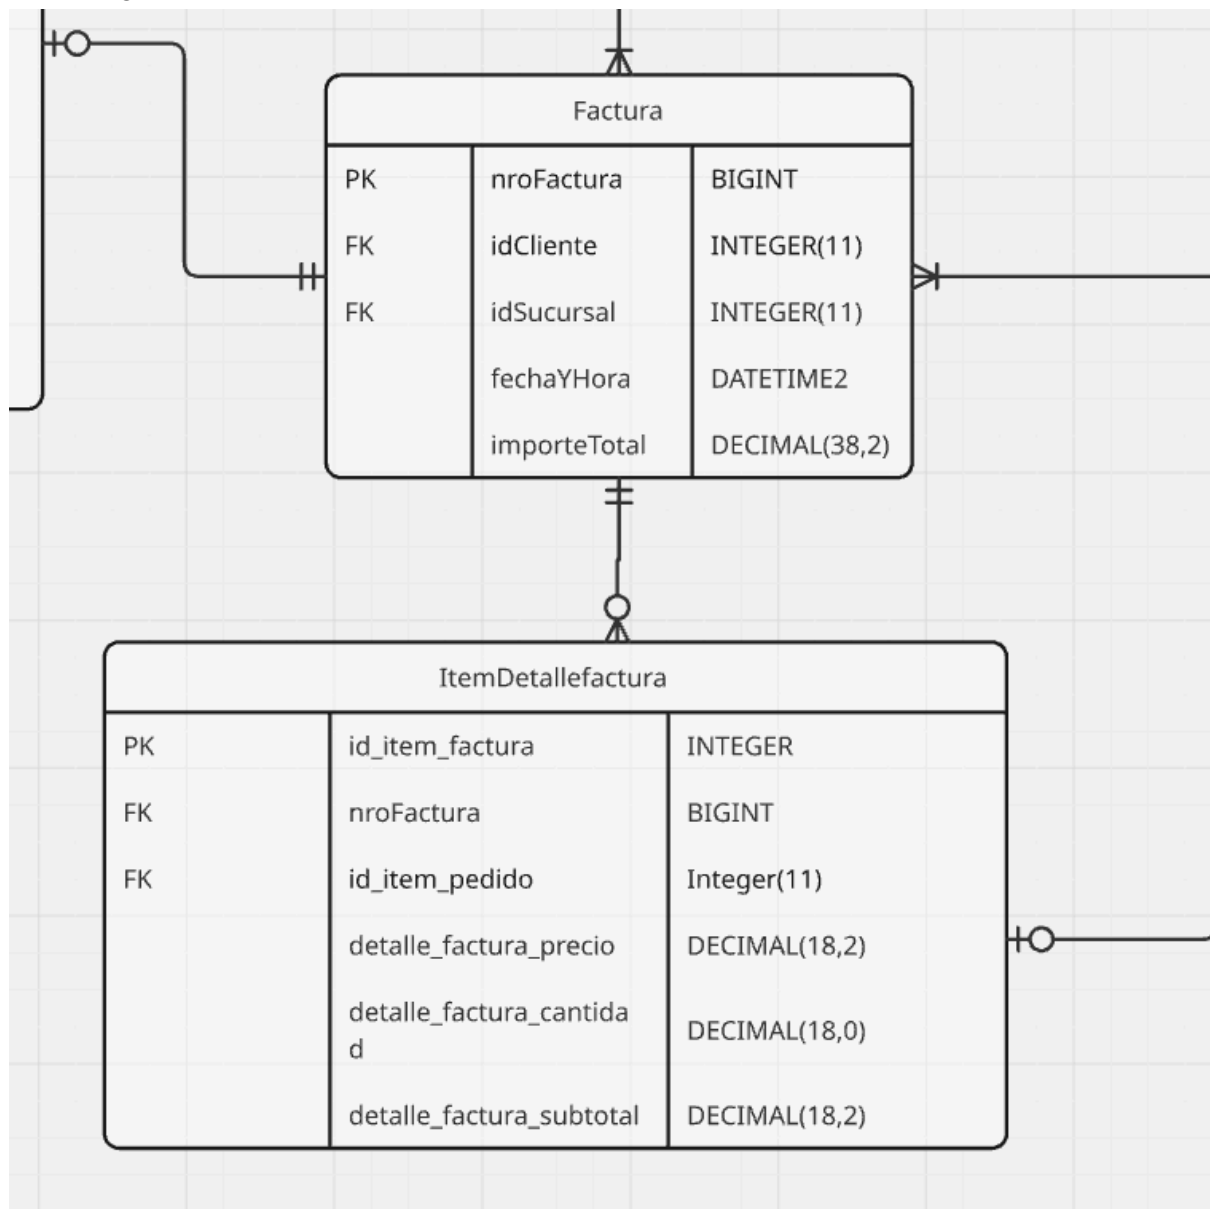 Factura
PK nroFactura BIGINT
FK idCliente INTEGER(11)
FK idSucursal INTEGER(11)
fechaYHora DATETIME2
importeTotal DECIMAL(38,2)
ItemDetallefactura
PK id_item_factura INTEGER
FK nroFactura BIGINT
FK id_item_pedido Integer(11)
detalle_factura_precio DECIMAL(18,2)
detalle_factura_cantida
d DECIMAL(18,0)
detalle_factura_subtotal DECIMAL(18,2)